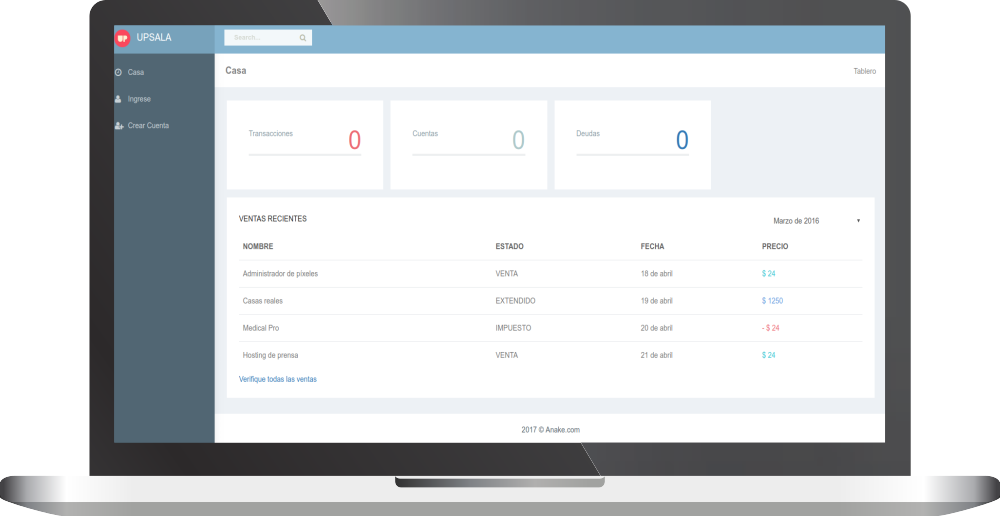 UP UPSALA
Search...
Casa
Ingrese
Crear Cuenta
Casa
Tablero
Transacciones 0
Cuentas 0
Deudas 0
VENTAS RECIENTES
Marzo de 2016
NOMBRE ESTADO FECHA PRECIO
Administrador de píxeles VENTA 18 de abril $ 24
Casas reales EXTENDIDO 19 de abril $ 1250
Medical Pro IMPUESTO 20 de abril - $ 24
Hosting de prensa VENTA 21 de abril $ 24
Verifique todas las ventas
2017 © Anake.com